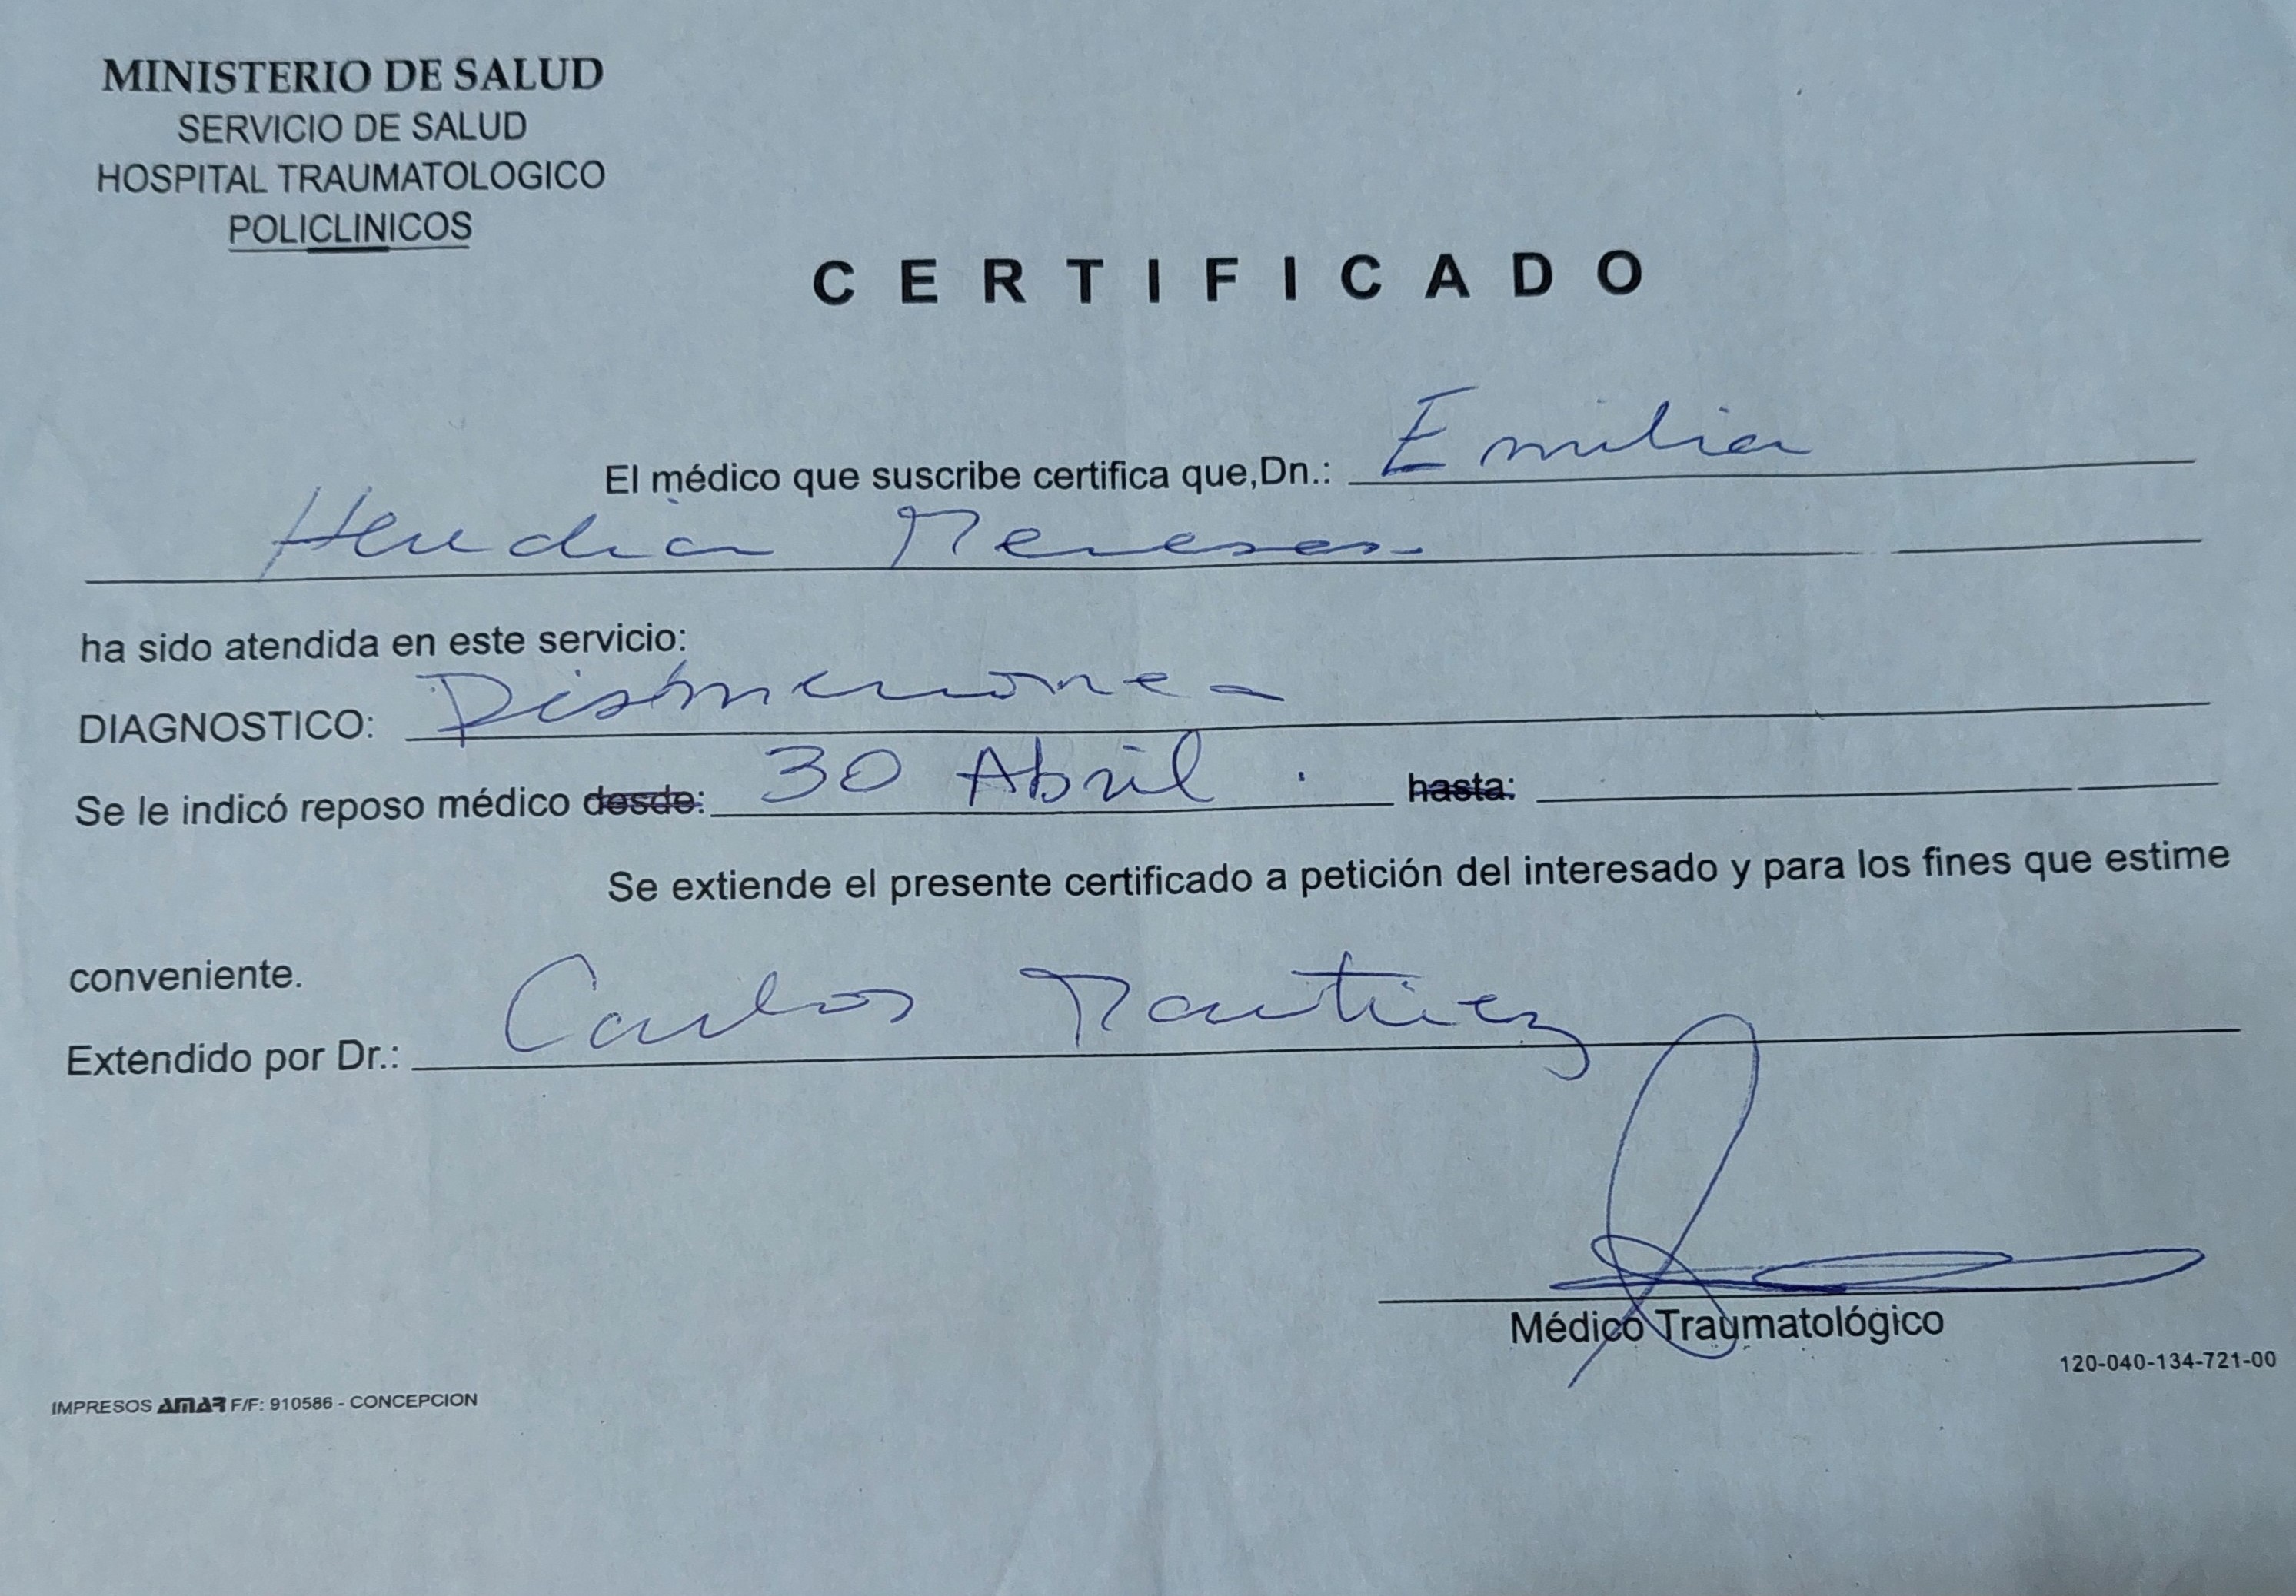 MINISTERIO DE SALUD
SERVICIO DE SALUD
HOSPITAL TRAUMATOLOGICO
POLICLINICOS
CERTIFICADO
El médico que suscribe certifica que,Dn.: Emilia
Heredia Meneses
ha sido atendida en este servicio:
DIAGNOSTICO:
Se le indicó reposo médico desde: 30 Abril hasta:
Se extiende el presente certificado a petición del interesado y para los fines que estime
conveniente.
Extendido por Dr.: Carlos Martinez
Médico Traumatológico
120-040-134-721-00
IMPRESOS AMAR F/F: 910586 - CONCEPCION